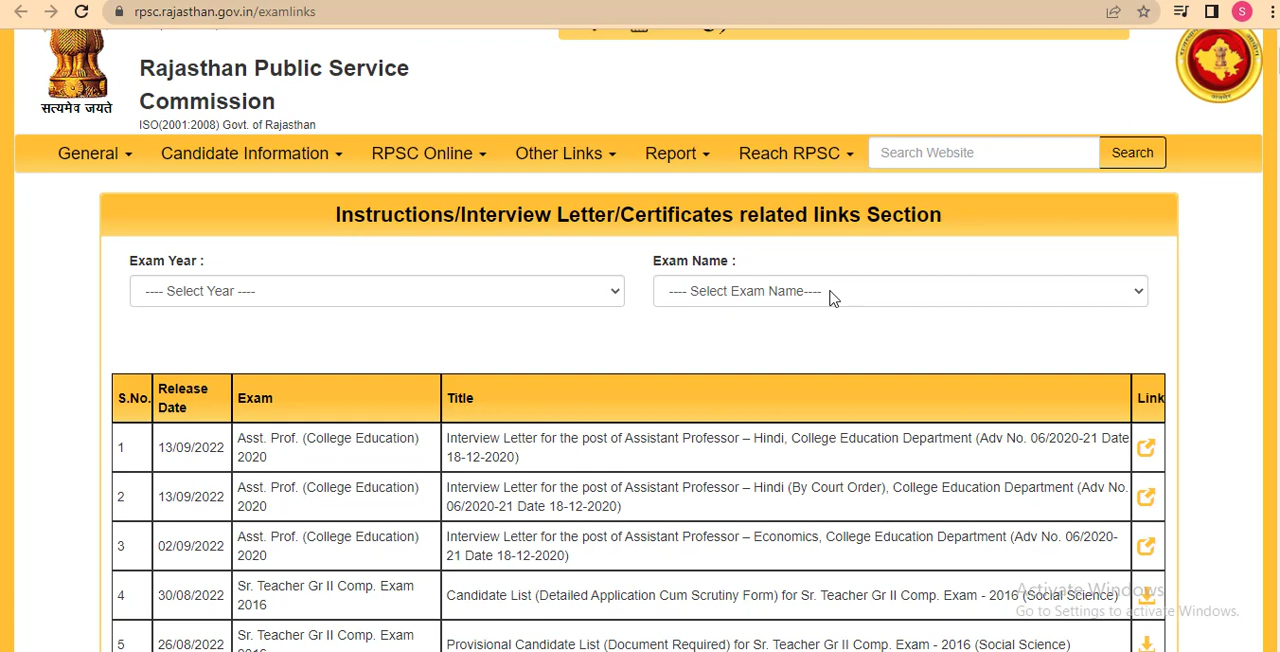 rpsc.rajasthan.gov.in/examlinks
S
Rajasthan Public Service
Commission
सत्यमेव जयते
ISO(2001:2008) Govt. of Rajasthan
General Candidate Information RPSC Online Other Links Report Reach RPSC Search Website Search
Instructions/Interview Letter/Certificates related links Section
Exam Year : Exam Name :
---- Select Year ---- ---- Select Exam Name----
S.No. Release Date Exam Title Link
1 13/09/2022 Asst. Prof. (College Education) Interview Letter for the post of Assistant Professor – Hindi, College Education Department (Adv No. 06/2020-21 Date
2020 18-12-2020)
2 13/09/2022 Asst. Prof. (College Education) Interview Letter for the post of Assistant Professor – Hindi (By Court Order), College Education Department (Adv No.
2020 06/2020-21 Date 18-12-2020)
3 02/09/2022 Asst. Prof. (College Education) Interview Letter for the post of Assistant Professor – Economics, College Education Department (Adv No. 06/2020-
2020 21 Date 18-12-2020)
4 30/08/2022 Sr. Teacher Gr II Comp. Exam Candidate List (Detailed Application Cum Scrutiny Form) for Sr. Teacher Gr II Comp. Exam - 2016 (Social Science)
2016
5 26/08/2022 Sr. Teacher Gr II Comp. Exam Provisional Candidate List (Document Required) for Sr. Teacher Gr II Comp. Exam - 2016 (Social Science)
2016
Activate Windows
Go to Settings to activate Windows.